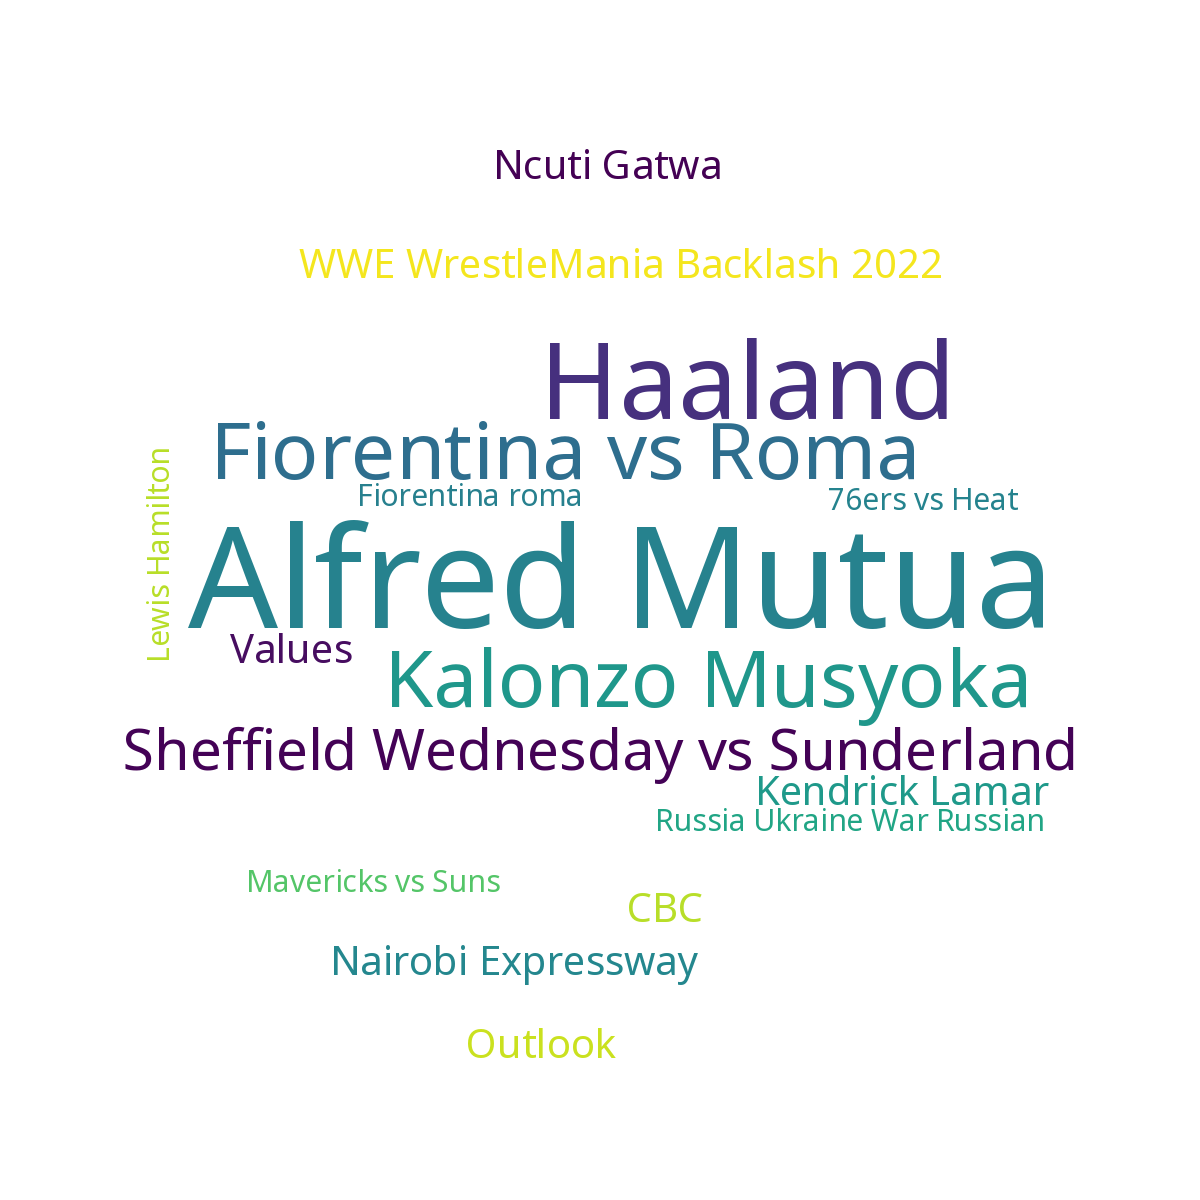 Ncuti Gatwa
WWE WrestleMania Backlash 2022
Haaland
Fiorentina vs Roma
Fiorentina roma
76ers vs Heat
Lewis Hamilton
Alfred Mutua
Values
Kalonzo Musyoka
Sheffield Wednesday vs Sunderland
Kendrick Lamar
Russia Ukraine War Russian
Mavericks vs Suns
CBC
Nairobi Expressway
Outlook